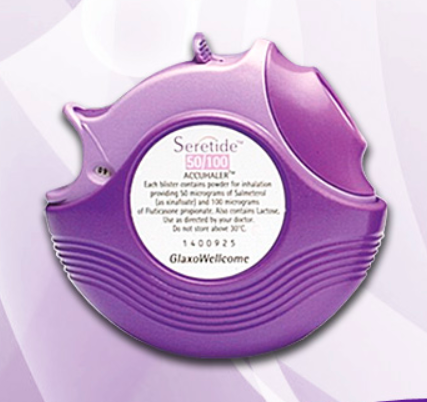 Seretide™
50/100
ACCUHALER™
Each blister contains powder for inhalation
providing 50 micrograms of Salmeterol
(as xinafoate) and 100 micrograms
of Fluticasone propionate. Also contains Lactose.
Use as directed by your doctor.
Do not store above 30°C.
1400925
GlaxoWellcome